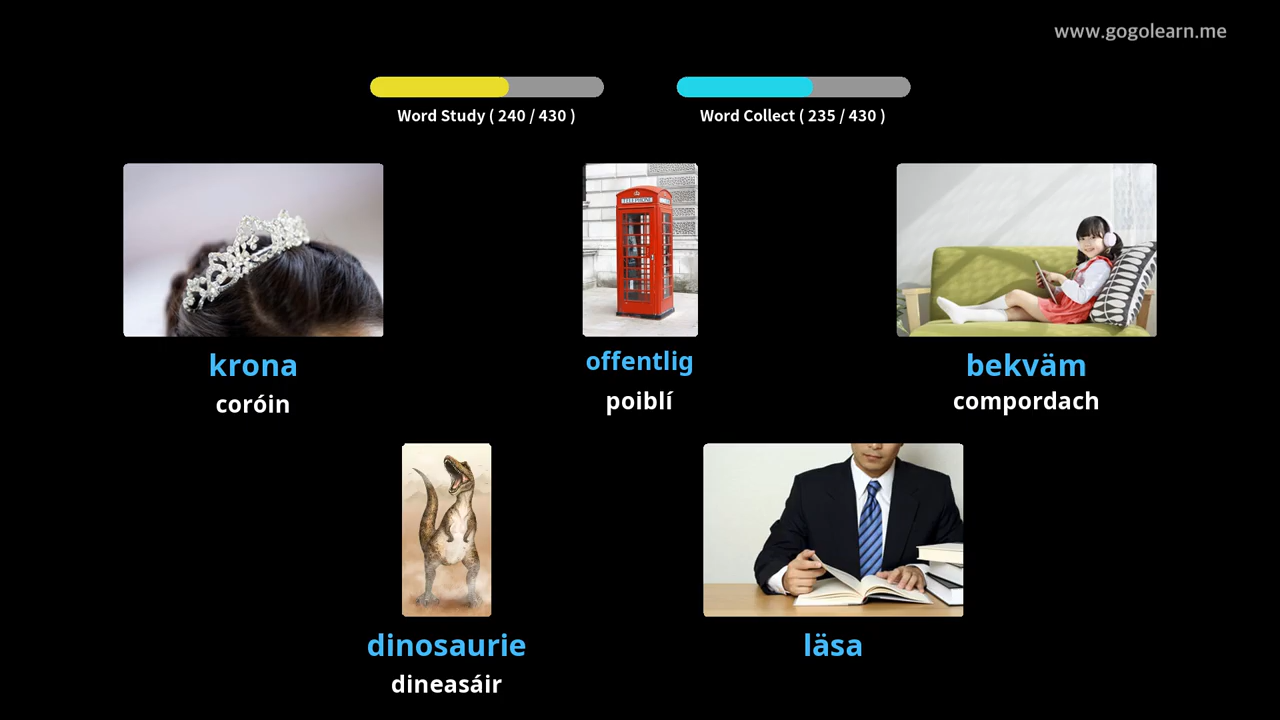 www.gogolearn.me
Word Study ( 240 / 430 )
Word Collect ( 235 / 430 )
TELEPHONE
krona
offentlig
bekväm
coróin
poiblí
compordach
dinosaurie
läsa
dineasáir